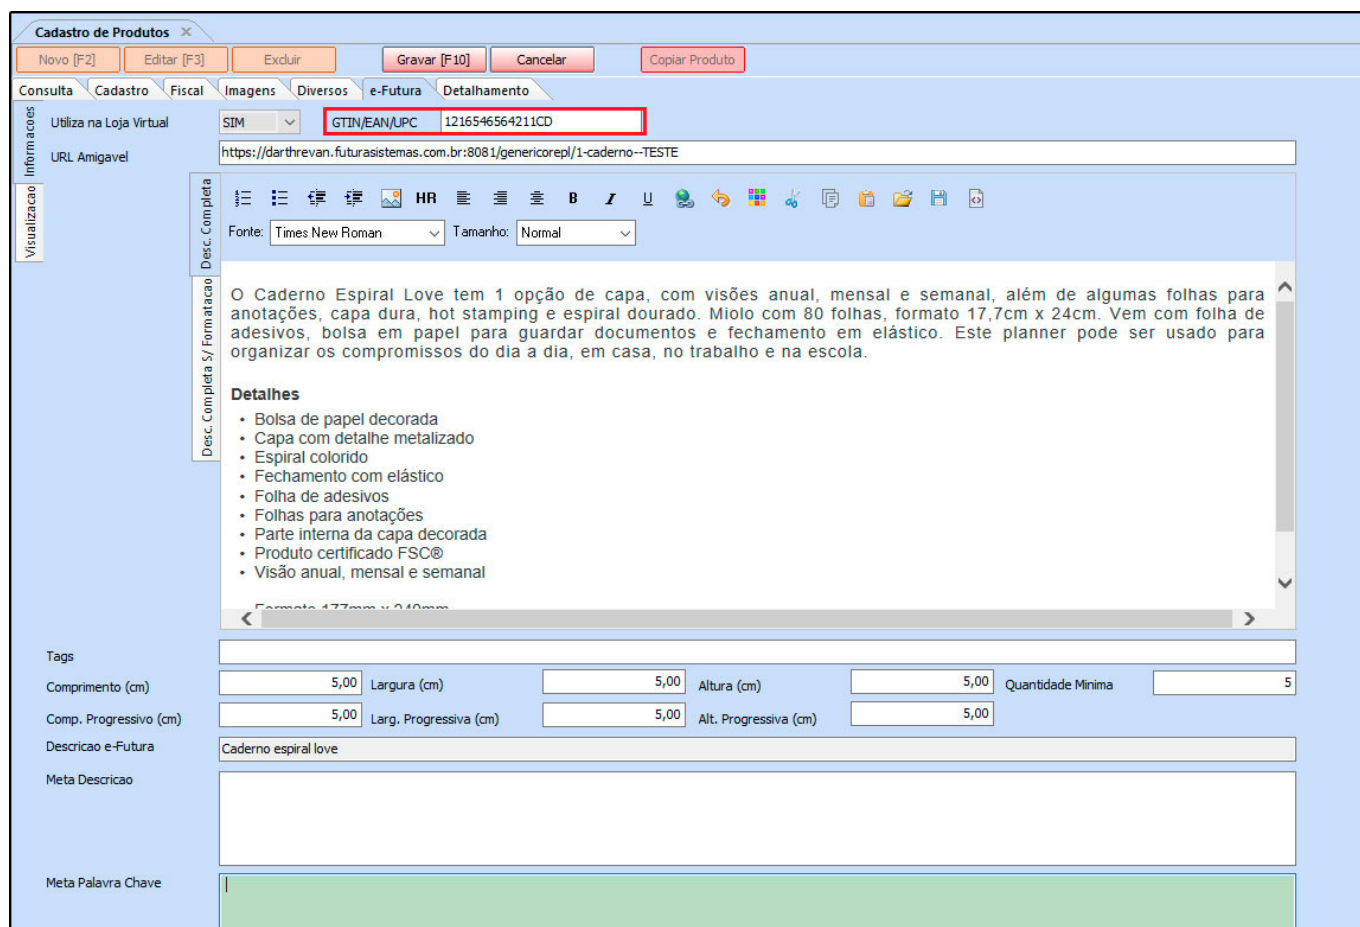 Cadastro de Produtos
Novo [F2] Editar [F3] Excluir Gravar [F10] Cancelar Copiar Produto
Consulta Cadastro Fiscal Imagens Diversos e-Futura Detalhamento
Informacoes
Visualizacao
Utiliza na Loja Virtual SIM GTIN/EAN/UPC 1216546564211CD
URL Amigavel https://darthrevan.futurasistemas.com.br:8081/genericorepl/1-caderno--TESTE
Desc. Completa
Desc. Completa S/ Formatacao
HR B I U
Fonte: Times New Roman Tamanho: Normal
O Caderno Espiral Love tem 1 opção de capa, com visões anual, mensal e semanal, além de algumas folhas para
anotações, capa dura, hot stamping e espiral dourado. Miolo com 80 folhas, formato 17,7cm x 24cm. Vem com folha de
adesivos, bolsa em papel para guardar documentos e fechamento em elástico. Este planner pode ser usado para
organizar os compromissos do dia a dia, em casa, no trabalho e na escola.
Detalhes
• Bolsa de papel decorada
• Capa com detalhe metalizado
• Espiral colorido
• Fechamento com elástico
• Folha de adesivos
• Folhas para anotações
• Parte interna da capa decorada
• Produto certificado FSC®
• Visão anual, mensal e semanal
Formato 177mm x 240mm
Tags
Comprimento (cm) 5,00 Largura (cm) 5,00 Altura (cm) 5,00 Quantidade Minima 5
Comp. Progressivo (cm) 5,00 Larg. Progressiva (cm) 5,00 Alt. Progressiva (cm) 5,00
Descricao e-Futura Caderno espiral love
Meta Descricao
Meta Palavra Chave